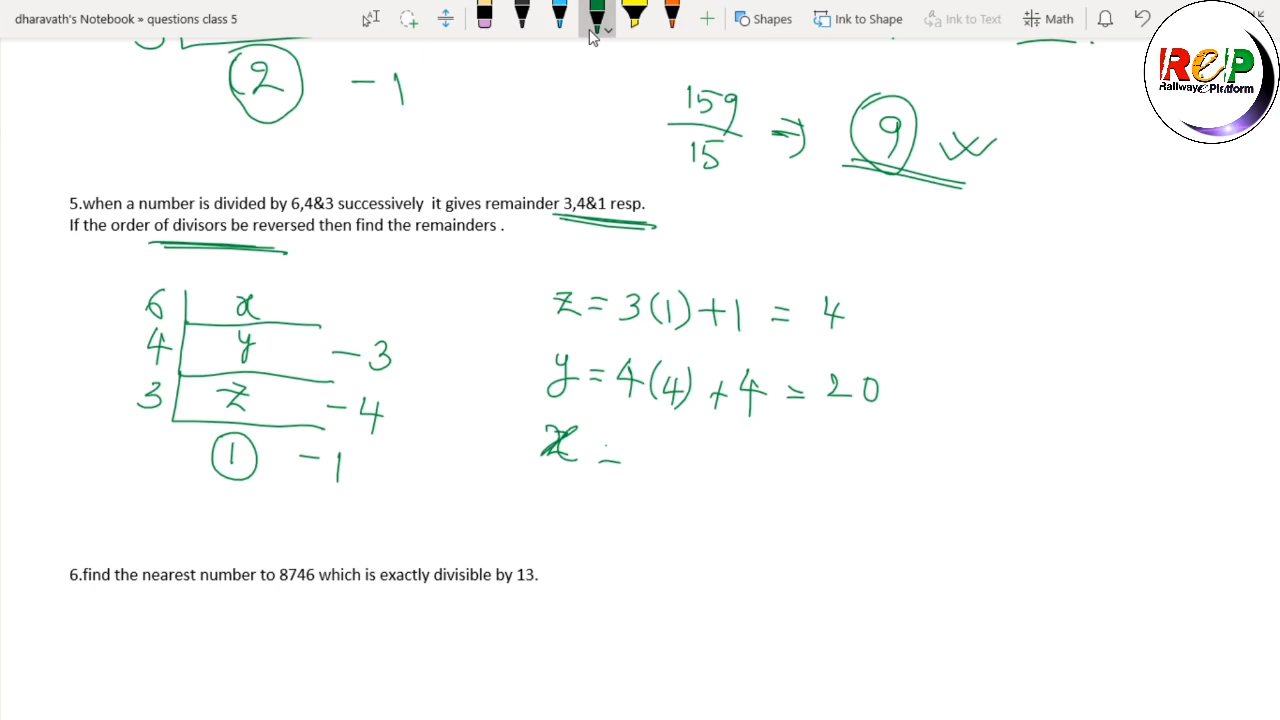 dharavath's Notebook » questions class 5
Shapes
Ink to Shape
Ink to Text
Math
ReP
Railway e Platform
2 - 1
159
15
⇒ 9
5.when a number is divided by 6,4&3 successively it gives remainder 3,4&1 resp.
If the order of divisors be reversed then find the remainders .
6 x
4 y - 3
3 z - 4
1 - 1
z = 3(1)+1 = 4
y = 4(4) + 4 = 20
x =
6.find the nearest number to 8746 which is exactly divisible by 13.